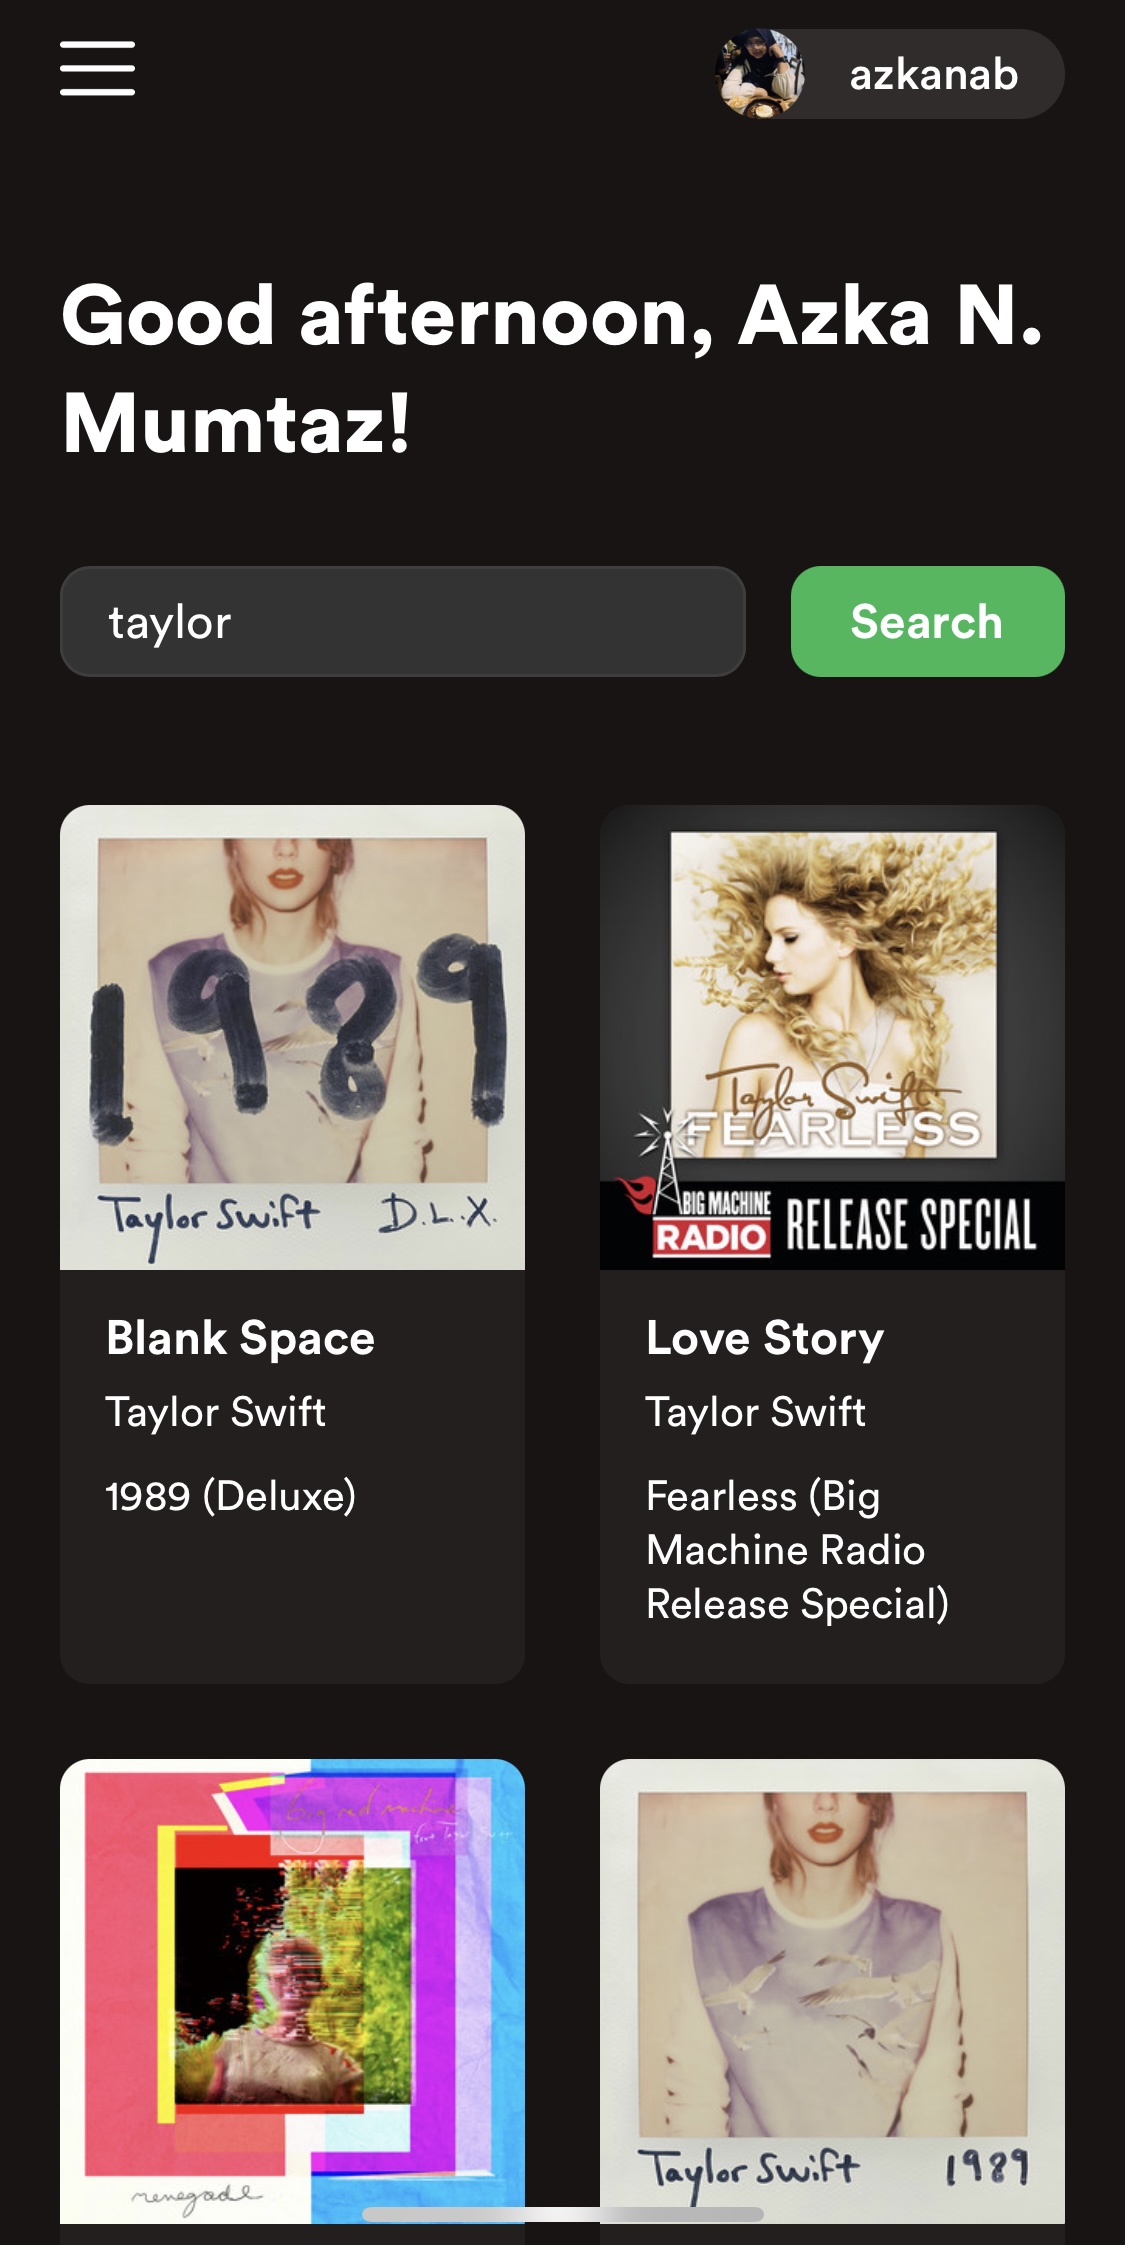 azkanab
Good afternoon, Azka N.
Mumtaz!
taylor
Search
1989
Taylor Swift D.L.X.
Taylor Swift
FEARLESS
BIG MACHINE
RADIO
RELEASE SPECIAL
Blank Space
Taylor Swift
1989 (Deluxe)
Love Story
Taylor Swift
Fearless (Big
Machine Radio
Release Special)
big red machine
renegade
Taylor Swift 1989